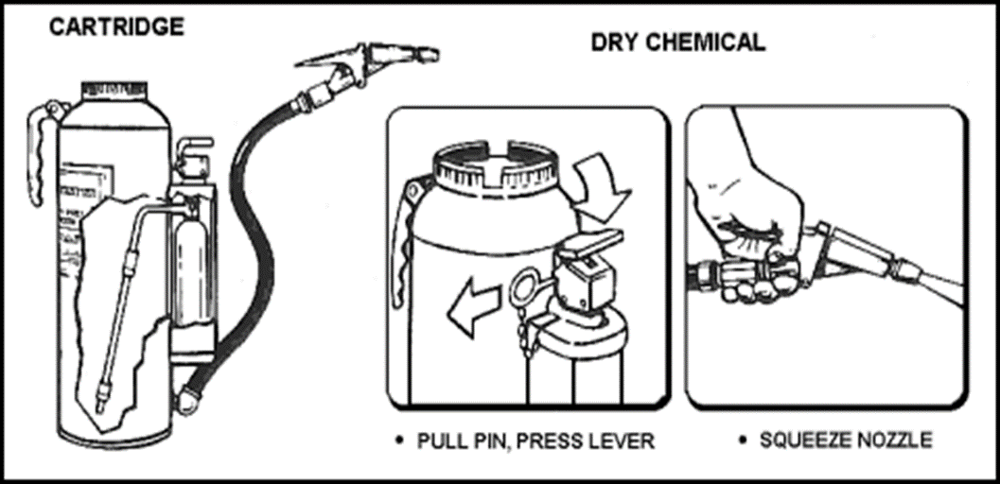 CARTRIDGE
DRY CHEMICAL
• PULL PIN, PRESS LEVER
• SQUEEZE NOZZLE